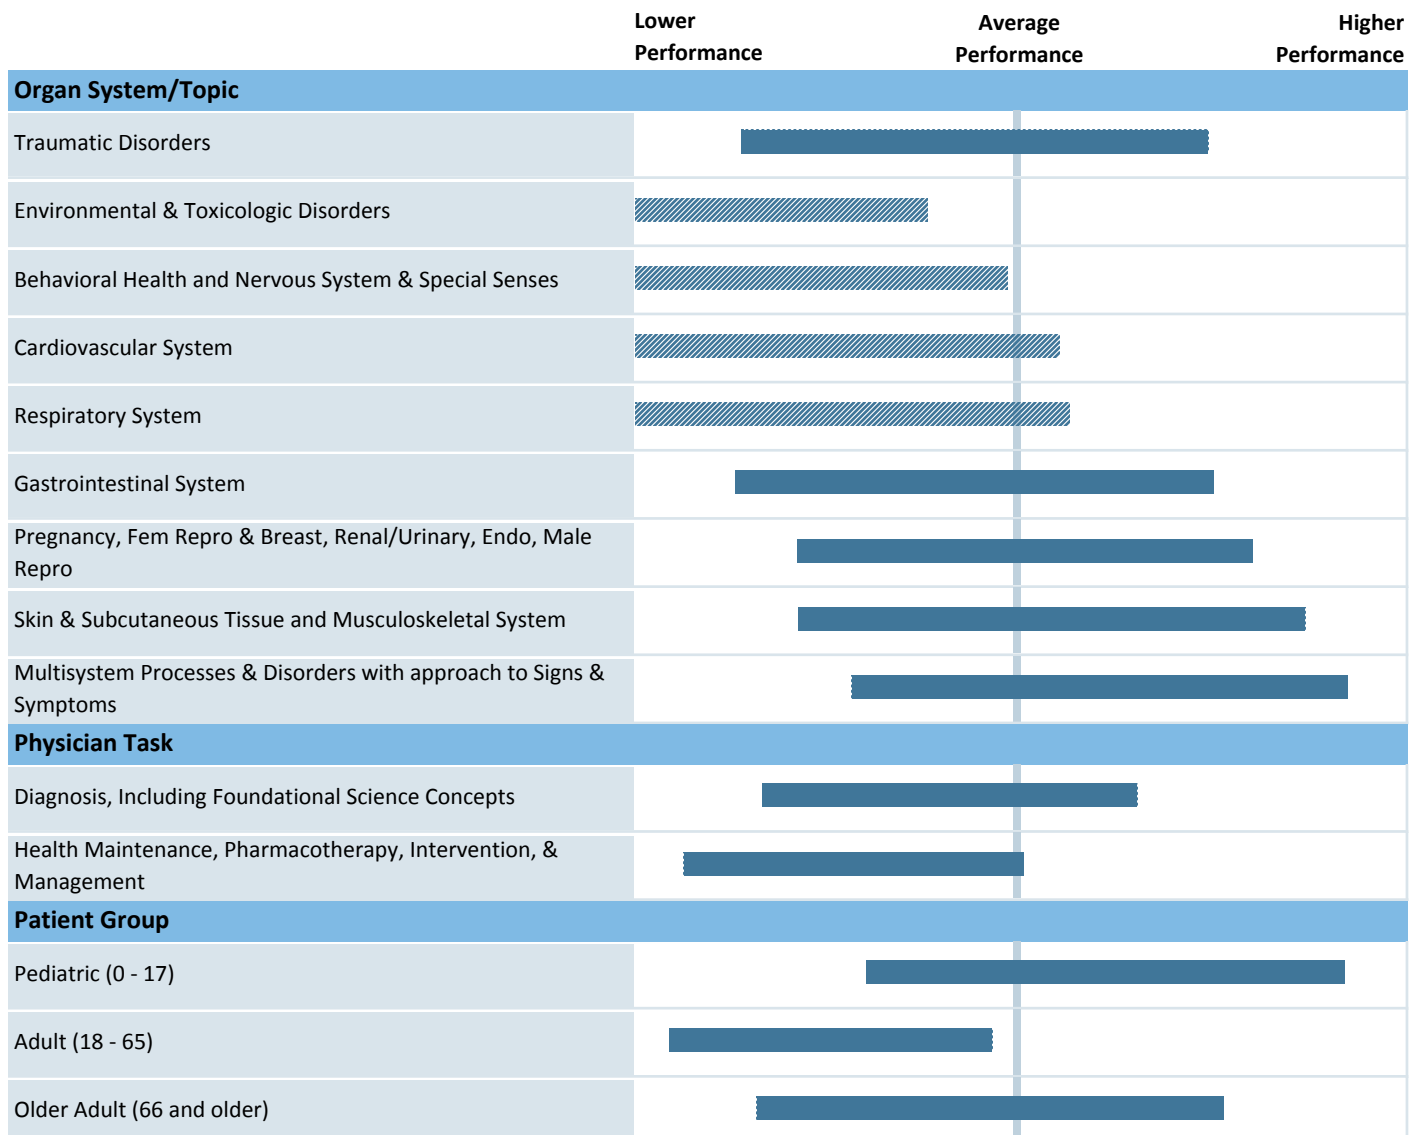 Lower Average Higher
Performance Performance Performance
Organ System/Topic
Traumatic Disorders
Environmental & Toxicologic Disorders
Behavioral Health and Nervous System & Special Senses
Cardiovascular System
Respiratory System
Gastrointestinal System
Pregnancy, Fem Repro & Breast, Renal/Urinary, Endo, Male
Repro
Skin & Subcutaneous Tissue and Musculoskeletal System
Multisystem Processes & Disorders with approach to Signs &
Symptoms
Physician Task
Diagnosis, Including Foundational Science Concepts
Health Maintenance, Pharmacotherapy, Intervention, &
Management
Patient Group
Pediatric (0 - 17)
Adult (18 - 65)
Older Adult (66 and older)